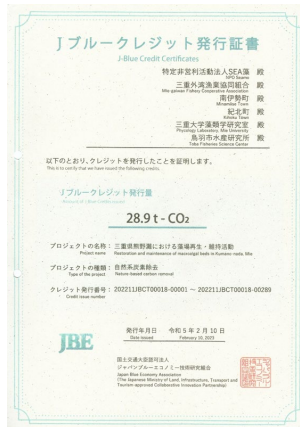 Jブルークレジット発行証書
J-Blue Credit Certificates
特定非営利活動法人SEA藻 殿
NPO Seamo
三重外湾漁業協同組合 殿
Mie gaiwan Fishery Cooperative Association
南伊勢町 殿
Minamiise Town
紀北町 殿
Kihoku Town
三重大学藻類学研究室 殿
Phycology Laboratory, Mie University
鳥羽市水産研究所 殿
Toba Fisheries Science Center
以下のとおり、クレジットを発行したことを証明します。
This is to certify that we have issued the following credits.
Jブルークレジット発行量
Amount of J-Blue credits issued
28.9 t - CO₂
プロジェクトの名称：三重県熊野灘における藻場再生・維持活動
Project name Restoration and maintenance of macroalgal beds in Kumano-nada, Mie
プロジェクトの種類：自然系炭素除去
Type of the project Nature-based carbon removal
クレジット発行番号：202211JBCT00018-00001 ～ 202211JBCT00018-00289
Credit issue number
発行年月日 令和5年2月10日
Date issued February 10, 2023
JBE
国土交通大臣認可法人
ジャパンブルーエコノミー技術研究組合
Japan Blue Economy Association
(The Japanese Ministry of Land, Infrastructure, Transport and
Tourism-approved Collaborative Innovation Partnership)